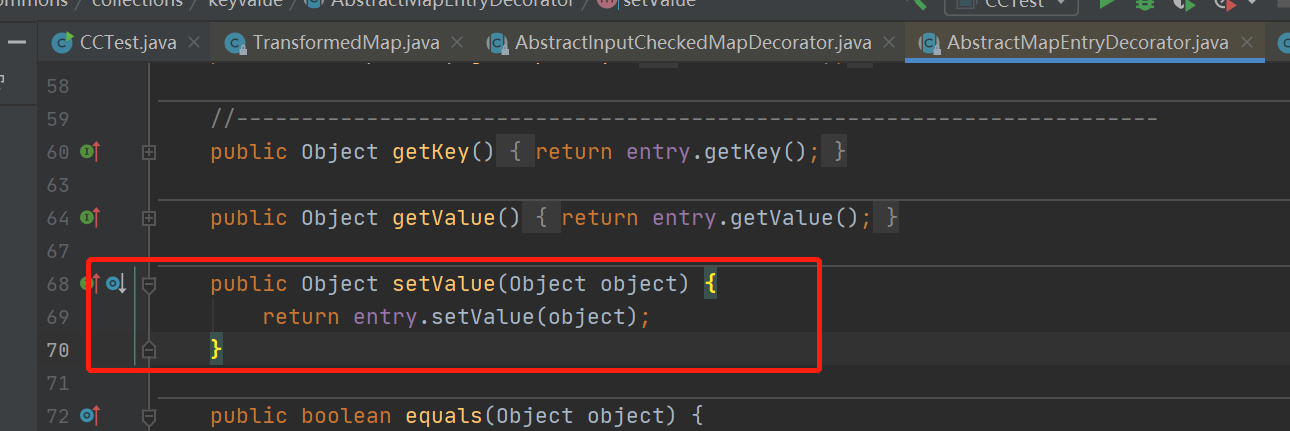 ommons / collections / keyvalue / AbstractMapEntryDecorator / setValue CCTest
CCTest.java TransformedMap.java AbstractInputCheckedMapDecorator.java AbstractMapEntryDecorator.java
58
59 //-----------------------------------------------------------------------
60 public Object getKey() { return entry.getKey(); }
63
64 public Object getValue() { return entry.getValue(); }
67
68 public Object setValue(Object object) {
69 return entry.setValue(object);
70 }
71
72 public boolean equals(Object object) {